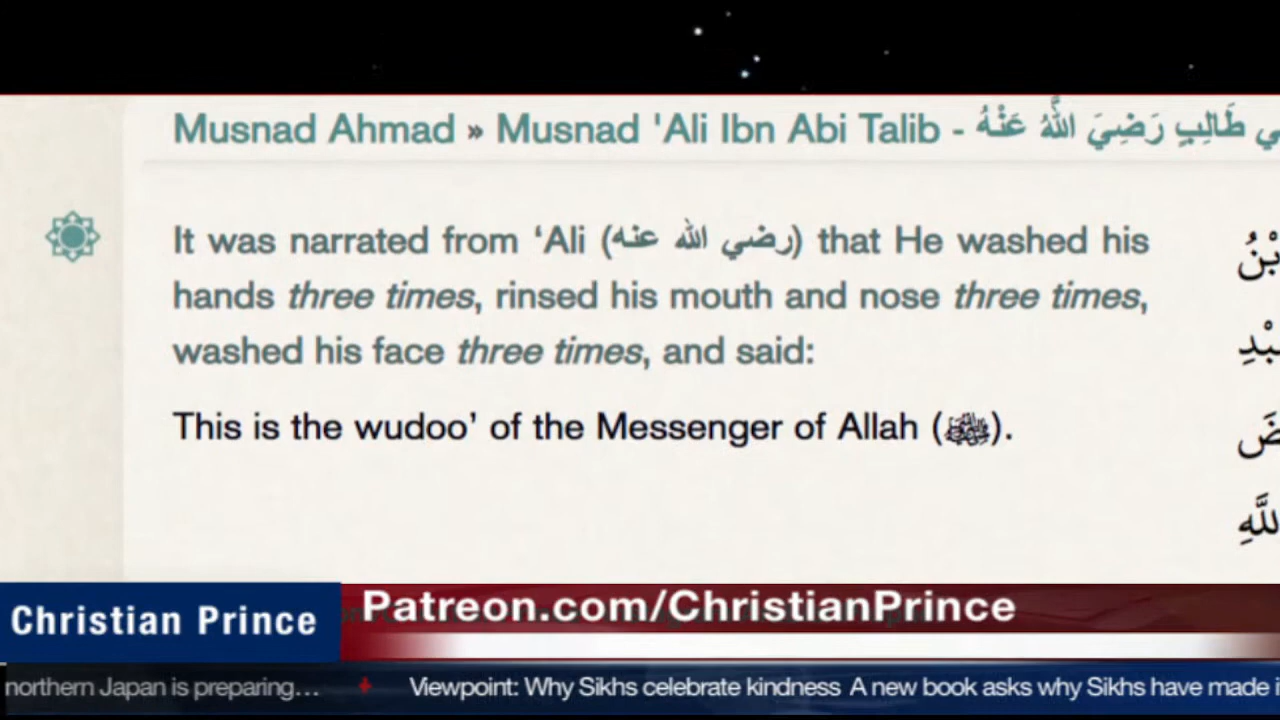 Musnad Ahmad » Musnad 'Ali Ibn Abi Talib - ي طَالِبٍ رَضِيَ اللَّهُ عَنْهُ
It was narrated from ‘Ali (رضي الله عنه) that He washed his
hands three times, rinsed his mouth and nose three times,
washed his face three times, and said:
This is the wudoo’ of the Messenger of Allah (ﷺ).
Christian Prince
Patreon.com/ChristianPrince
northern Japan is preparing... Viewpoint: Why Sikhs celebrate kindness A new book asks why Sikhs have made